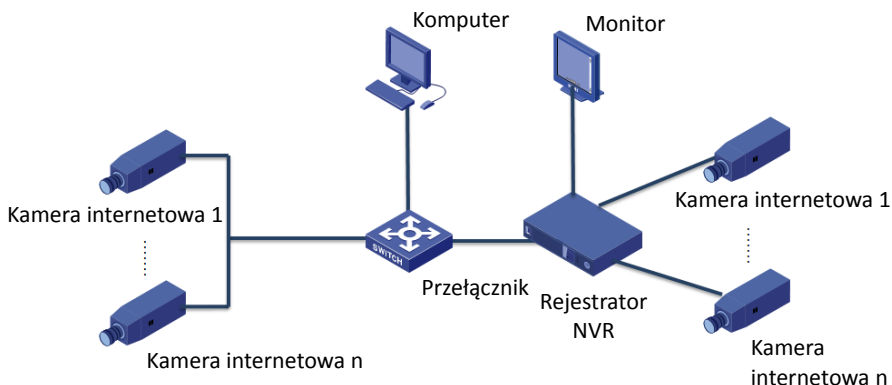 Komputer
Monitor
Kamera internetowa 1
Kamera internetowa 1
SWITCH
Przełącznik
Rejestrator
NVR
Kamera internetowa n
Kamera
internetowa n